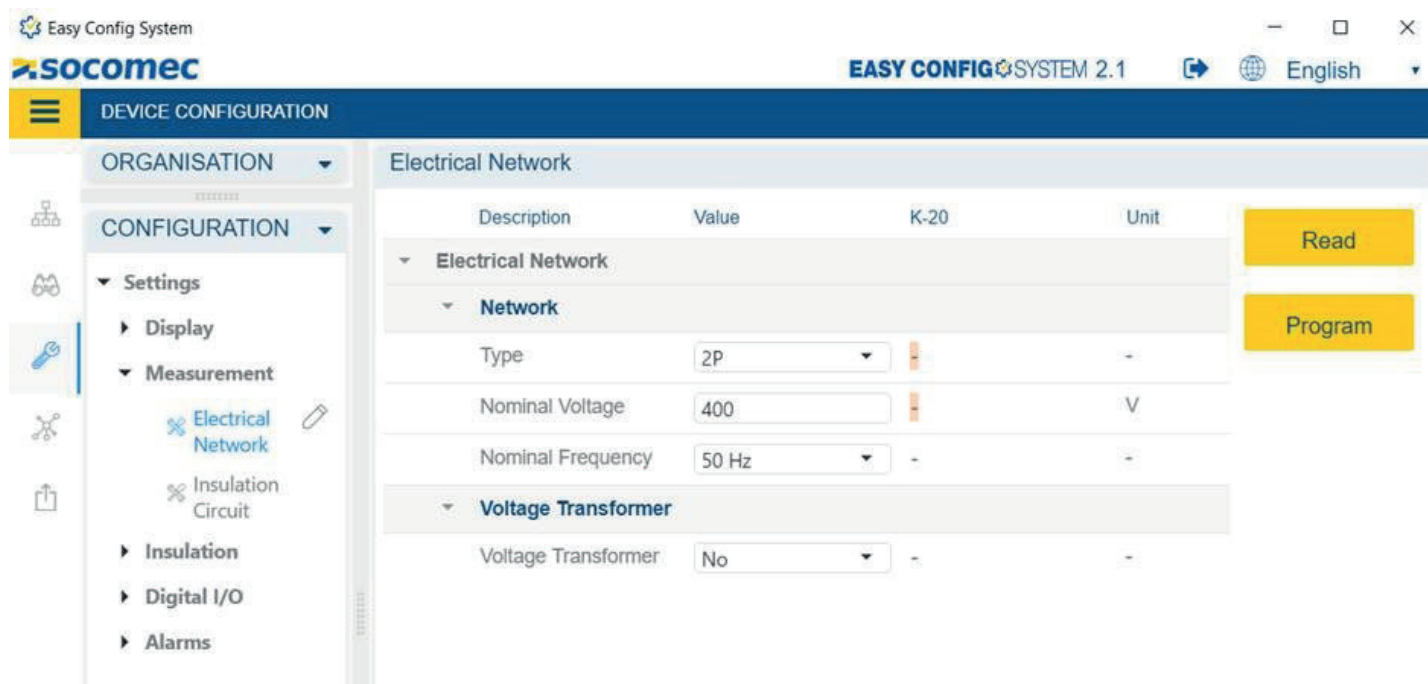 Easy Config System
socomec
EASY CONFIG SYSTEM 2.1
English
DEVICE CONFIGURATION
ORGANISATION
CONFIGURATION
Settings
Display
Measurement
Electrical
Network
Insulation
Circuit
Insulation
Digital I/O
Alarms
Electrical Network
Description Value K-20 Unit
Electrical Network
Network
Type 2P - -
Nominal Voltage 400 - V
Nominal Frequency 50 Hz - -
Voltage Transformer
Voltage Transformer No - -
Read
Program